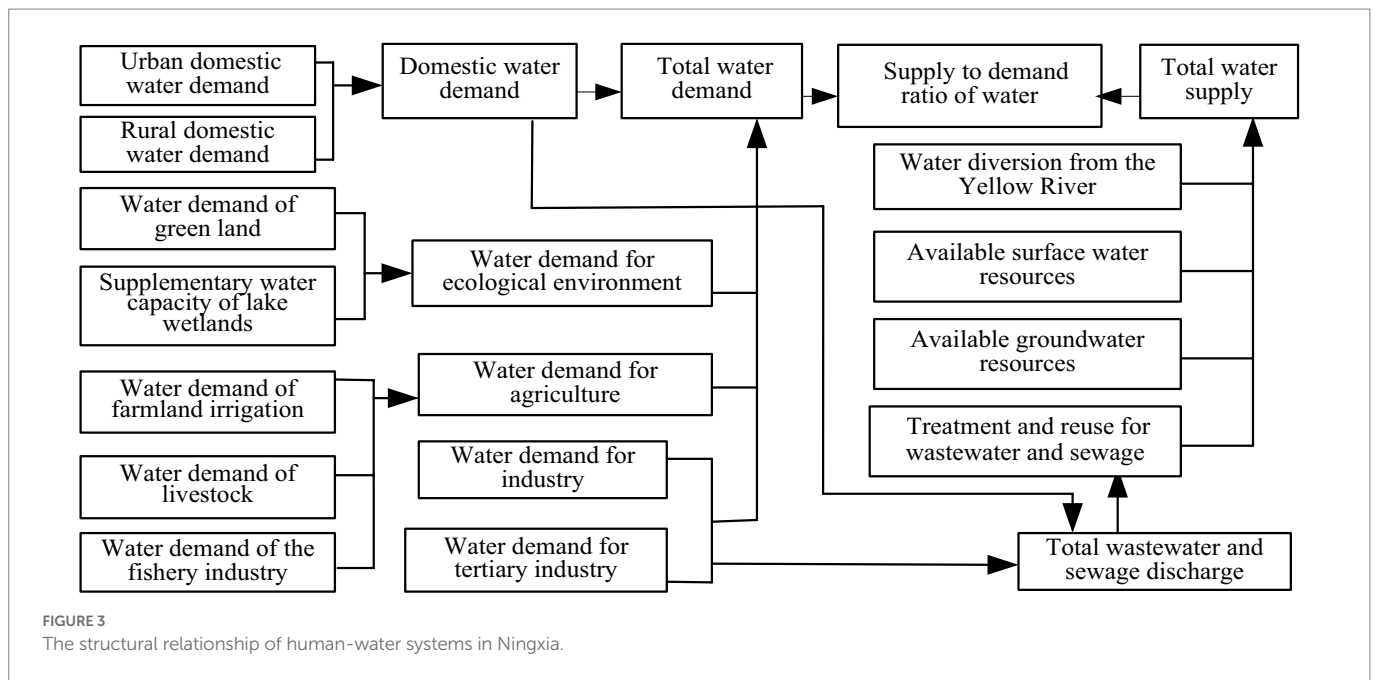 Urban domestic
water demand
Rural domestic
water demand
Water demand of
green land
Supplementary water
capacity of lake
wetlands
Water demand of
farmland irrigation
Water demand of
livestock
Water demand of the
fishery industry
Domestic water
demand
Water demand for
ecological environment
Water demand for
agriculture
Water demand for
industry
Water demand for
tertiary industry
Total water
demand
Supply to demand
ratio of water
Total water
supply
Water diversion from the
Yellow River
Available surface water
resources
Available groundwater
resources
Treatment and reuse for
wastewater and sewage
Total wastewater and
sewage discharge
FIGURE 3
The structural relationship of human-water systems in Ningxia.